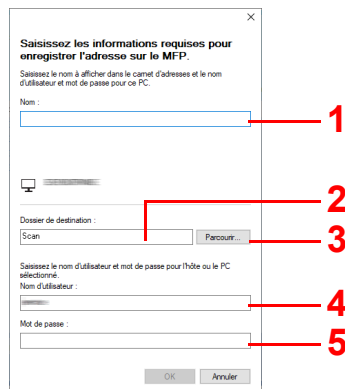 Saisissez les informations requises pour
enregistrer l'adresse sur le MFP.
Saisissez le nom à afficher dans le carnet d'adresses et le nom
d'utilisateur et mot de passe pour ce PC.
Nom :
1
2
Dossier de destination :
Scan
Parcourir...
3
Saisissez le nom d'utilisateur et mot de passe pour l'hôte ou le PC
sélectionné.
Nom d'utilisateur :
4
Mot de passe :
5
OK
Annuler